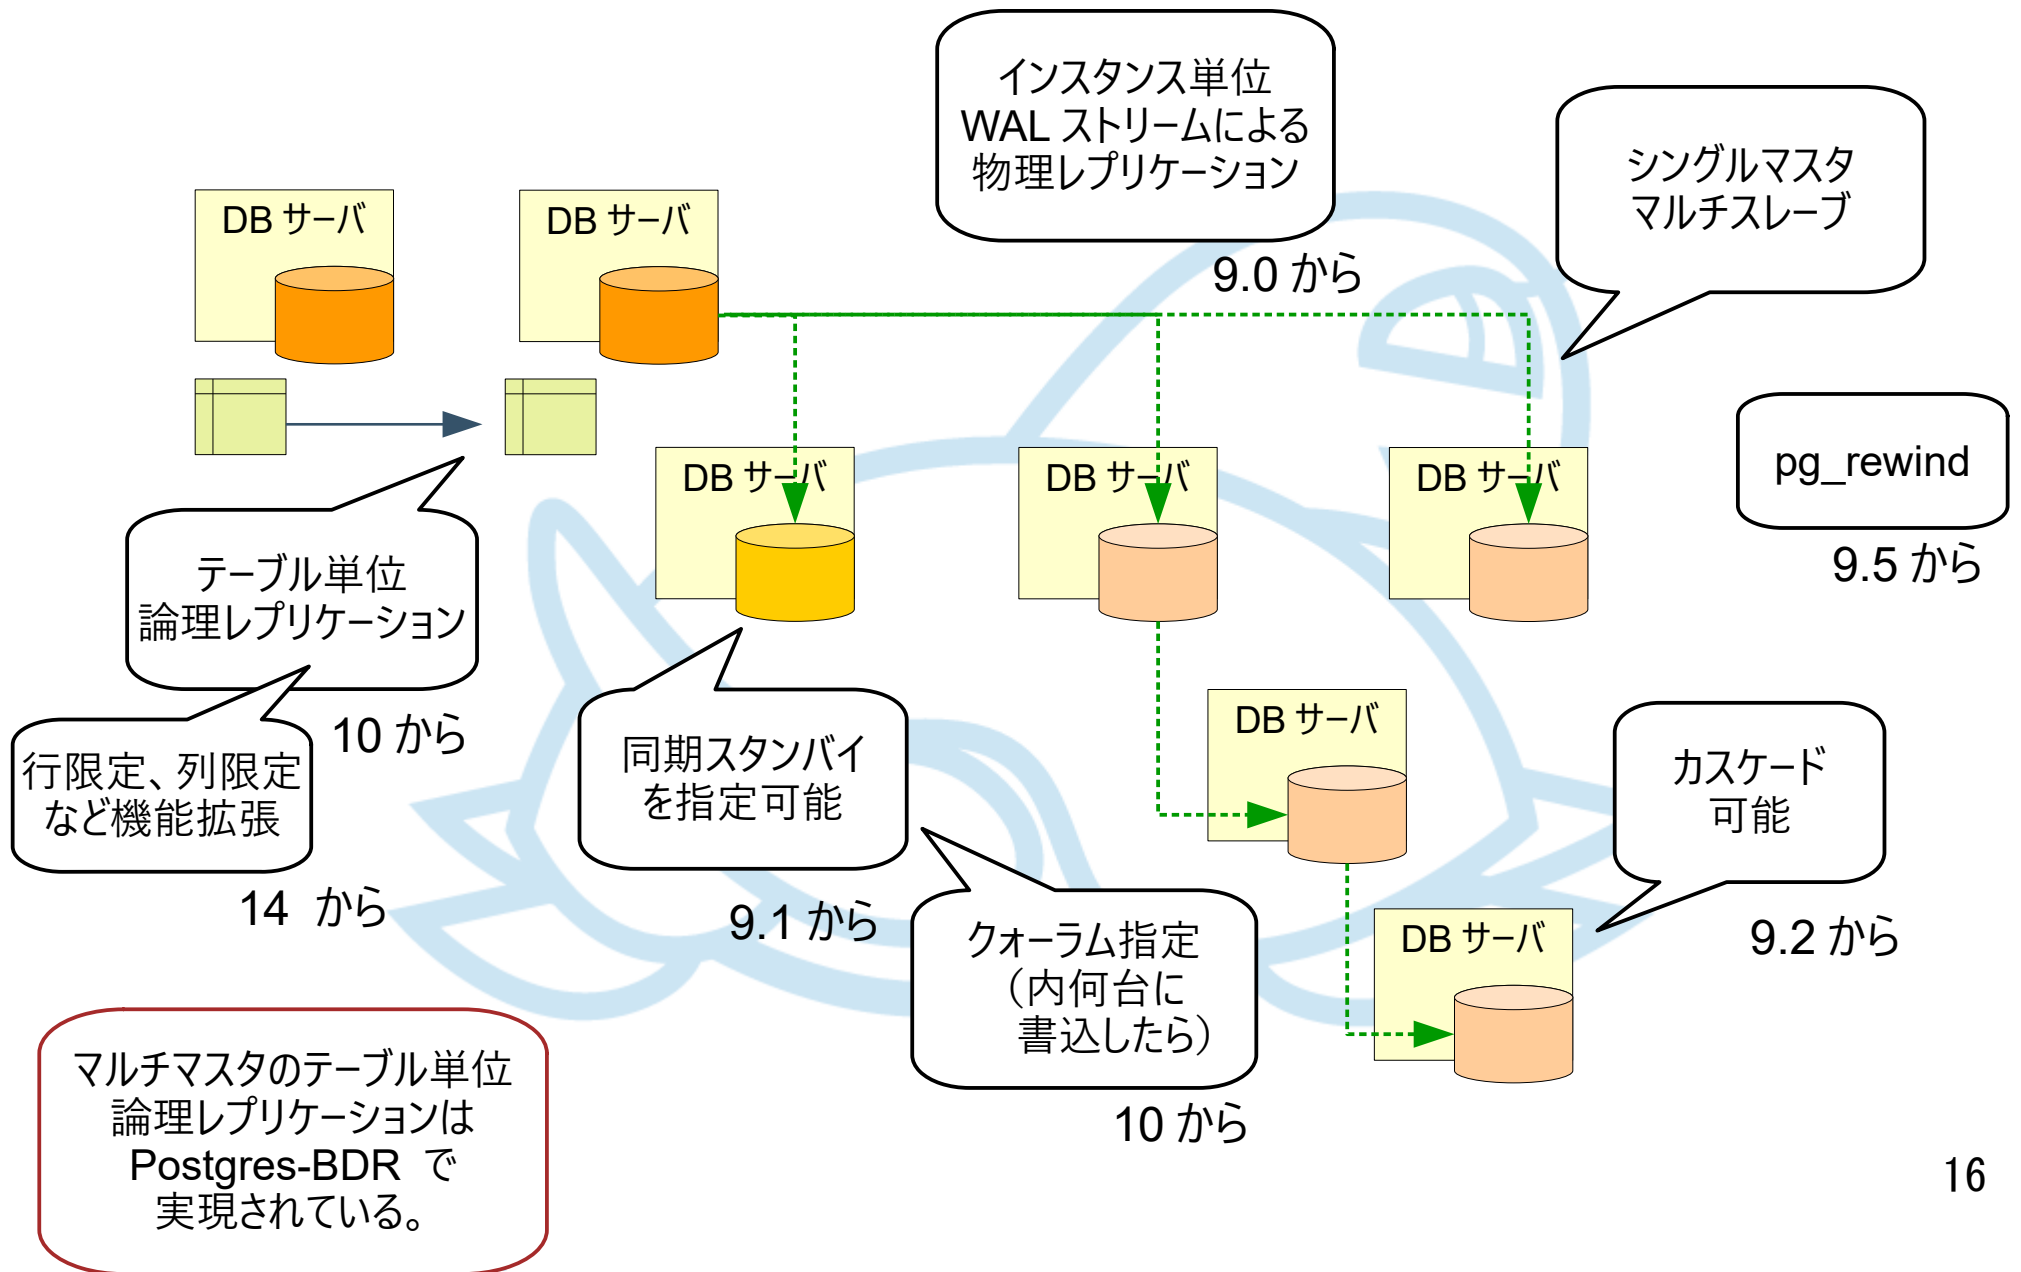 インスタンス単位
WAL ストリームによる
物理レプリケーション
9.0 から
シングルマスタ
マルチスレーブ
DB サーバ
DB サーバ
pg_rewind
9.5 から
DB サーバ
DB サーバ
DB サーバ
テーブル単位
論理レプリケーション
10 から
行限定、列限定
など機能拡張
14 から
同期スタンバイ
を指定可能
9.1 から
DB サーバ
カスケード
可能
9.2 から
クォーラム指定
（内何台に
書込したら）
10 から
DB サーバ
マルチマスタのテーブル単位
論理レプリケーションは
Postgres-BDR で
実現されている。
16